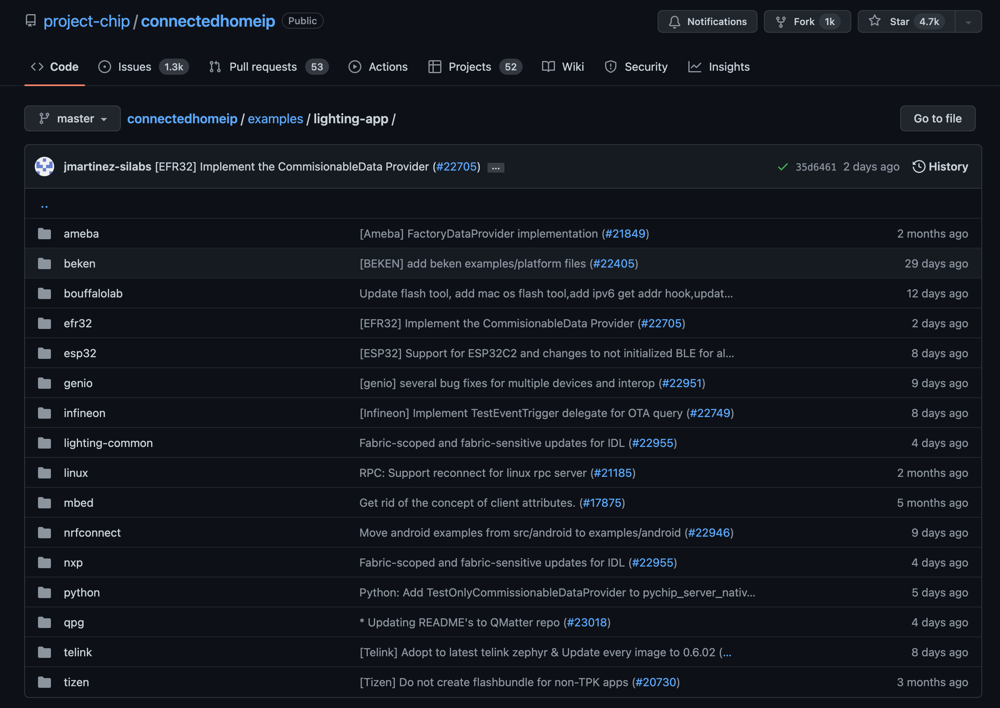 project-chip / connectedhomeip Public Notifications Fork 1k Star 4.7k
Code Issues 1.3k Pull requests 53 Actions Projects 52 Wiki Security Insights
master connectedhomeip / examples / lighting-app / Go to file
jmartinez-silabs [EFR32] Implement the CommisionableData Provider (#22705) ... 35d6461 2 days ago History
..
ameba [Ameba] FactoryDataProvider implementation (#21849) 2 months ago
beken [BEKEN] add beken examples/platform files (#22405) 29 days ago
bouffalolab Update flash tool, add mac os flash tool,add ipv6 get addr hook,updat... 12 days ago
efr32 [EFR32] Implement the CommisionableData Provider (#22705) 2 days ago
esp32 [ESP32] Support for ESP32C2 and changes to not initialized BLE for al... 8 days ago
genio [genio] several bug fixes for multiple devices and interop (#22951) 9 days ago
infineon [Infineon] Implement TestEventTrigger delegate for OTA query (#22749) 8 days ago
lighting-common Fabric-scoped and fabric-sensitive updates for IDL (#22955) 4 days ago
linux RPC: Support reconnect for linux rpc server (#21185) 2 months ago
mbed Get rid of the concept of client attributes. (#17875) 5 months ago
nrfconnect Move android examples from src/android to examples/android (#22946) 9 days ago
nxp Fabric-scoped and fabric-sensitive updates for IDL (#22955) 4 days ago
python Python: Add TestOnlyCommissionableDataProvider to pychip_server_nativ... 5 days ago
qpg * Updating README's to QMatter repo (#23018) 4 days ago
telink [Telink] Adopt to latest telink zephyr & Update every image to 0.6.02 (... 8 days ago
tizen [Tizen] Do not create flashbundle for non-TPK apps (#20730) 3 months ago